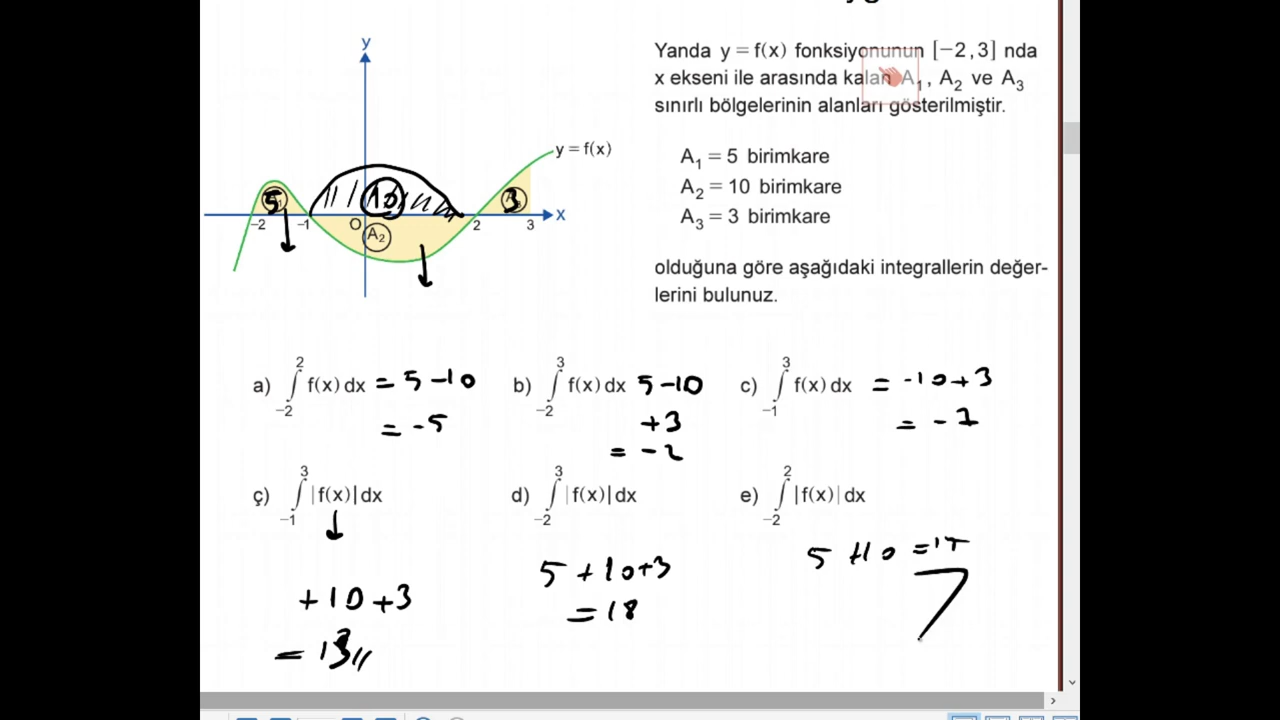 y
Yanda y = f(x) fonksiyonunun [−2,3] nda
x ekseni ile arasında kalan A₁, A₂ ve A₃
sınırlı bölgelerinin alanları gösterilmiştir.
y = f(x)
A₁ = 5 birimkare
A₂ = 10 birimkare
A₃ = 3 birimkare
5 10 3
−2 −1 O 2 3 x
A₂
olduğuna göre aşağıdaki integrallerin değer-
lerini bulunuz.
a) ∫₋₂² f(x) dx = 5 −10
= −5
b) ∫₋₂³ f(x) dx 5−10
+3
= −2
c) ∫₋₁³ f(x) dx = −10+3
= −7
ç) ∫₋₁³ |f(x)| dx
+10 +3
= 13
d) ∫₋₂³ |f(x)| dx
5 +10+3
= 18
e) ∫₋₂² |f(x)| dx
5 +10 =